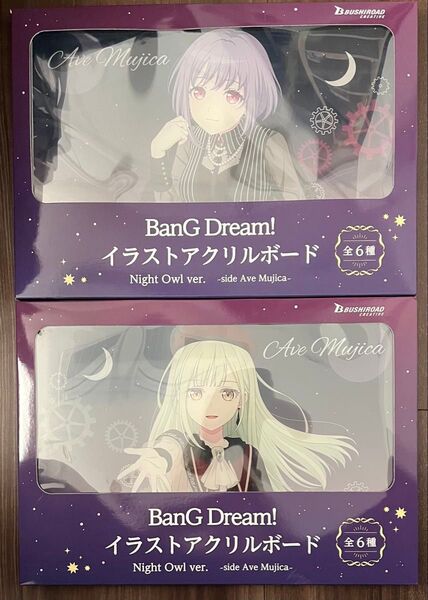 BUSHIROAD
CREATIVE
Ave Mujica
BanG Dream!
イラストアクリルボード
全6種
Night Owl ver. -side Ave Mujica-
BUSHIROAD
CREATIVE
Ave Mujica
BanG Dream!
イラストアクリルボード
全6種
Night Owl ver. -side Ave Mujica-